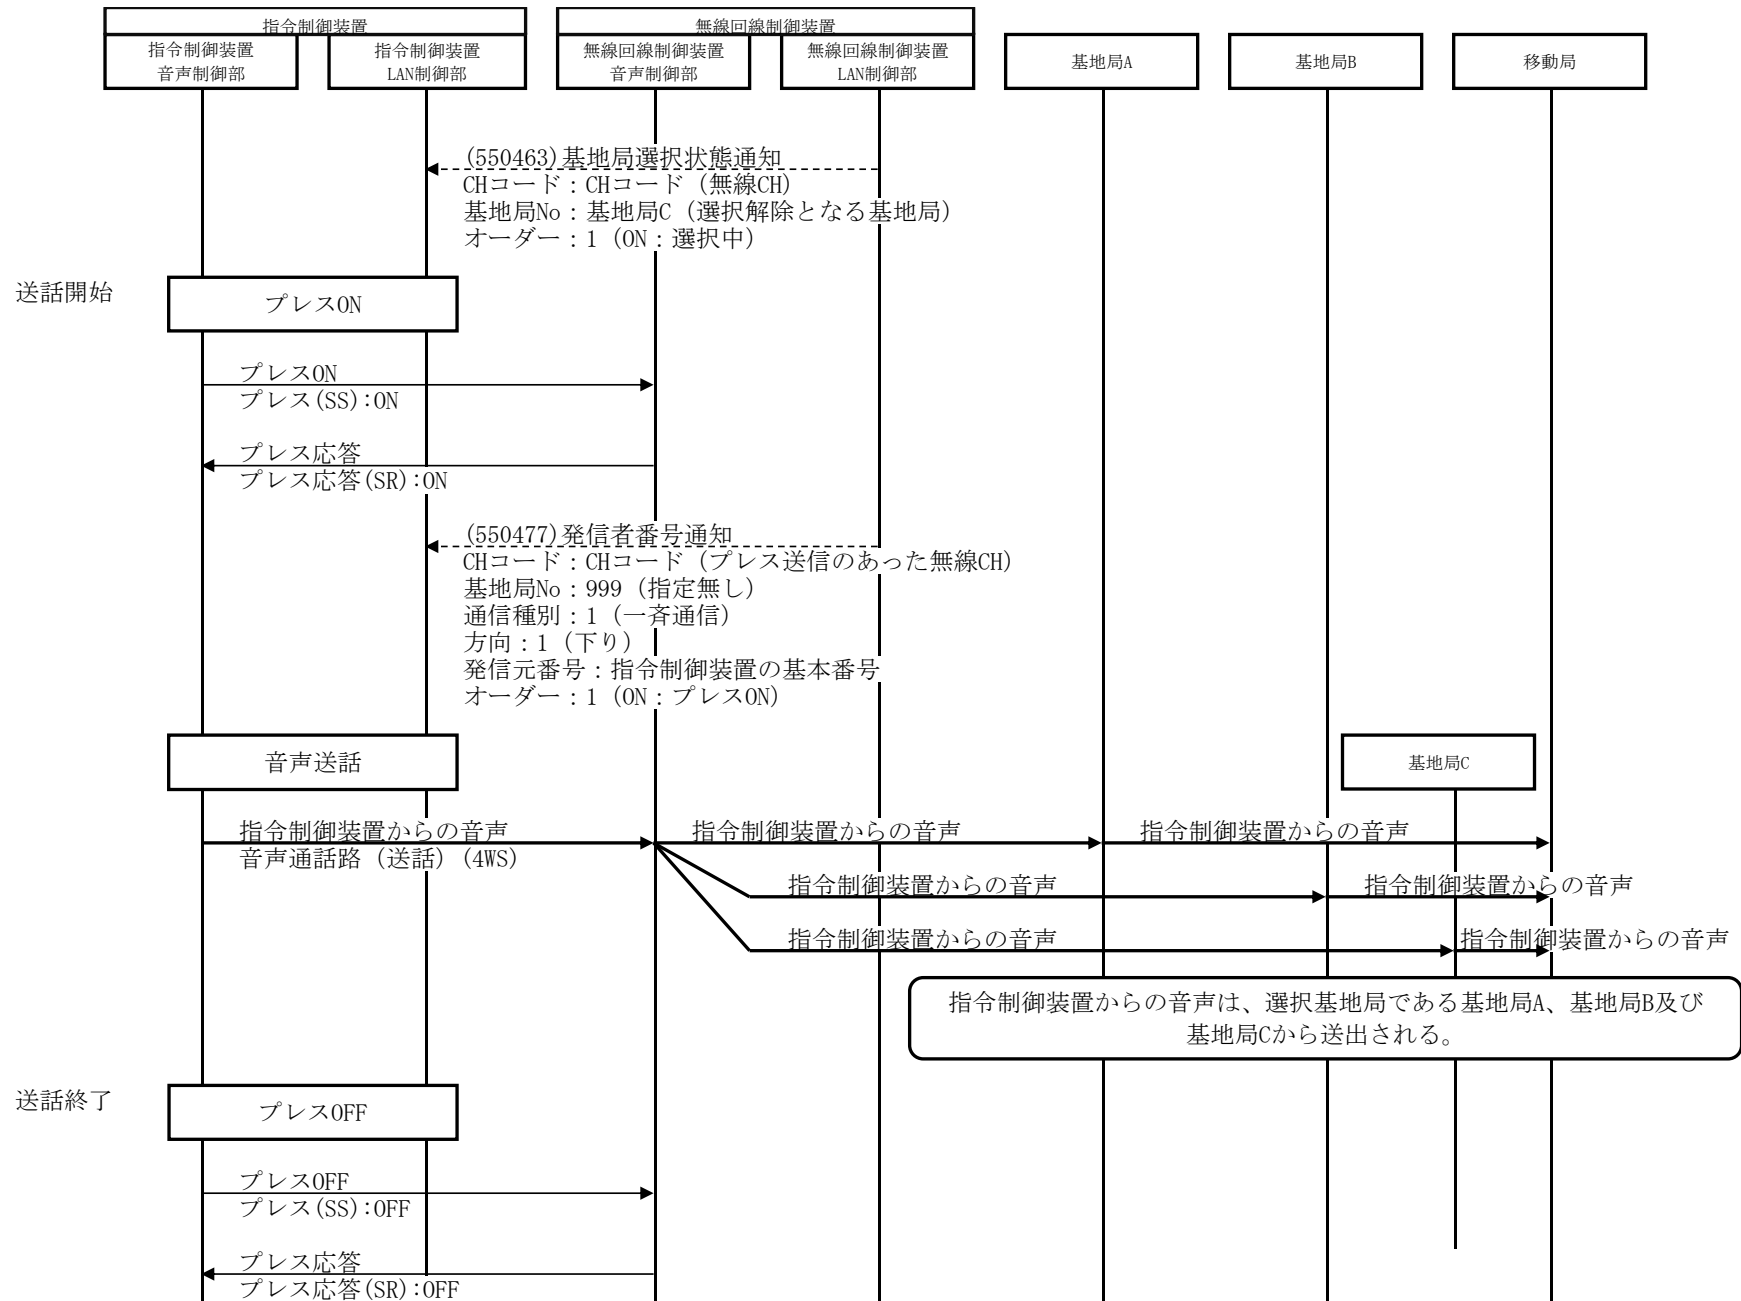 指令制御装置
無線回線制御装置
指令制御装置
音声制御部
指令制御装置
LAN制御部
無線回線制御装置
音声制御部
無線回線制御装置
LAN制御部
基地局A
基地局B
移動局
(550463)基地局選択状態通知
CHコード：CHコード（無線CH）
基地局No：基地局C（選択解除となる基地局）
オーダー：1（ON：選択中）
送話開始
プレスON
プレスON
プレス(SS):ON
プレス応答
プレス応答(SR):ON
(550477)発信者番号通知
CHコード：CHコード（プレス送信のあった無線CH）
基地局No：999（指定無し）
通信種別：1（一斉通信）
方向：1（下り）
発信元番号：指令制御装置の基本番号
オーダー：1（ON：プレスON）
音声送話
基地局C
指令制御装置からの音声
音声通話路（送話）(4WS)
指令制御装置からの音声
指令制御装置からの音声
指令制御装置からの音声
指令制御装置からの音声
指令制御装置からの音声
指令制御装置からの音声
指令制御装置からの音声は、選択基地局である基地局A、基地局B及び
基地局Cから送出される。
送話終了
プレスOFF
プレスOFF
プレス(SS):OFF
プレス応答
プレス応答(SR):OFF